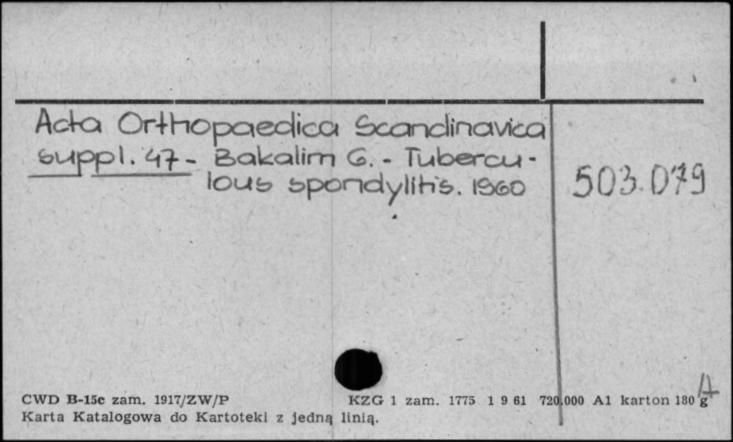 Acta Orthopaedica Scandinavica
suppl. 47 - Bakalim G. - Tubercu-
lous spondylitis. 1960
503.079
CWD B-15c zam. 1917/ZW/P KZG 1 zam. 1775 1 9 61 720.000 A1 karton 180 g
Karta Katalogowa do Kartoteki z jedną linią.